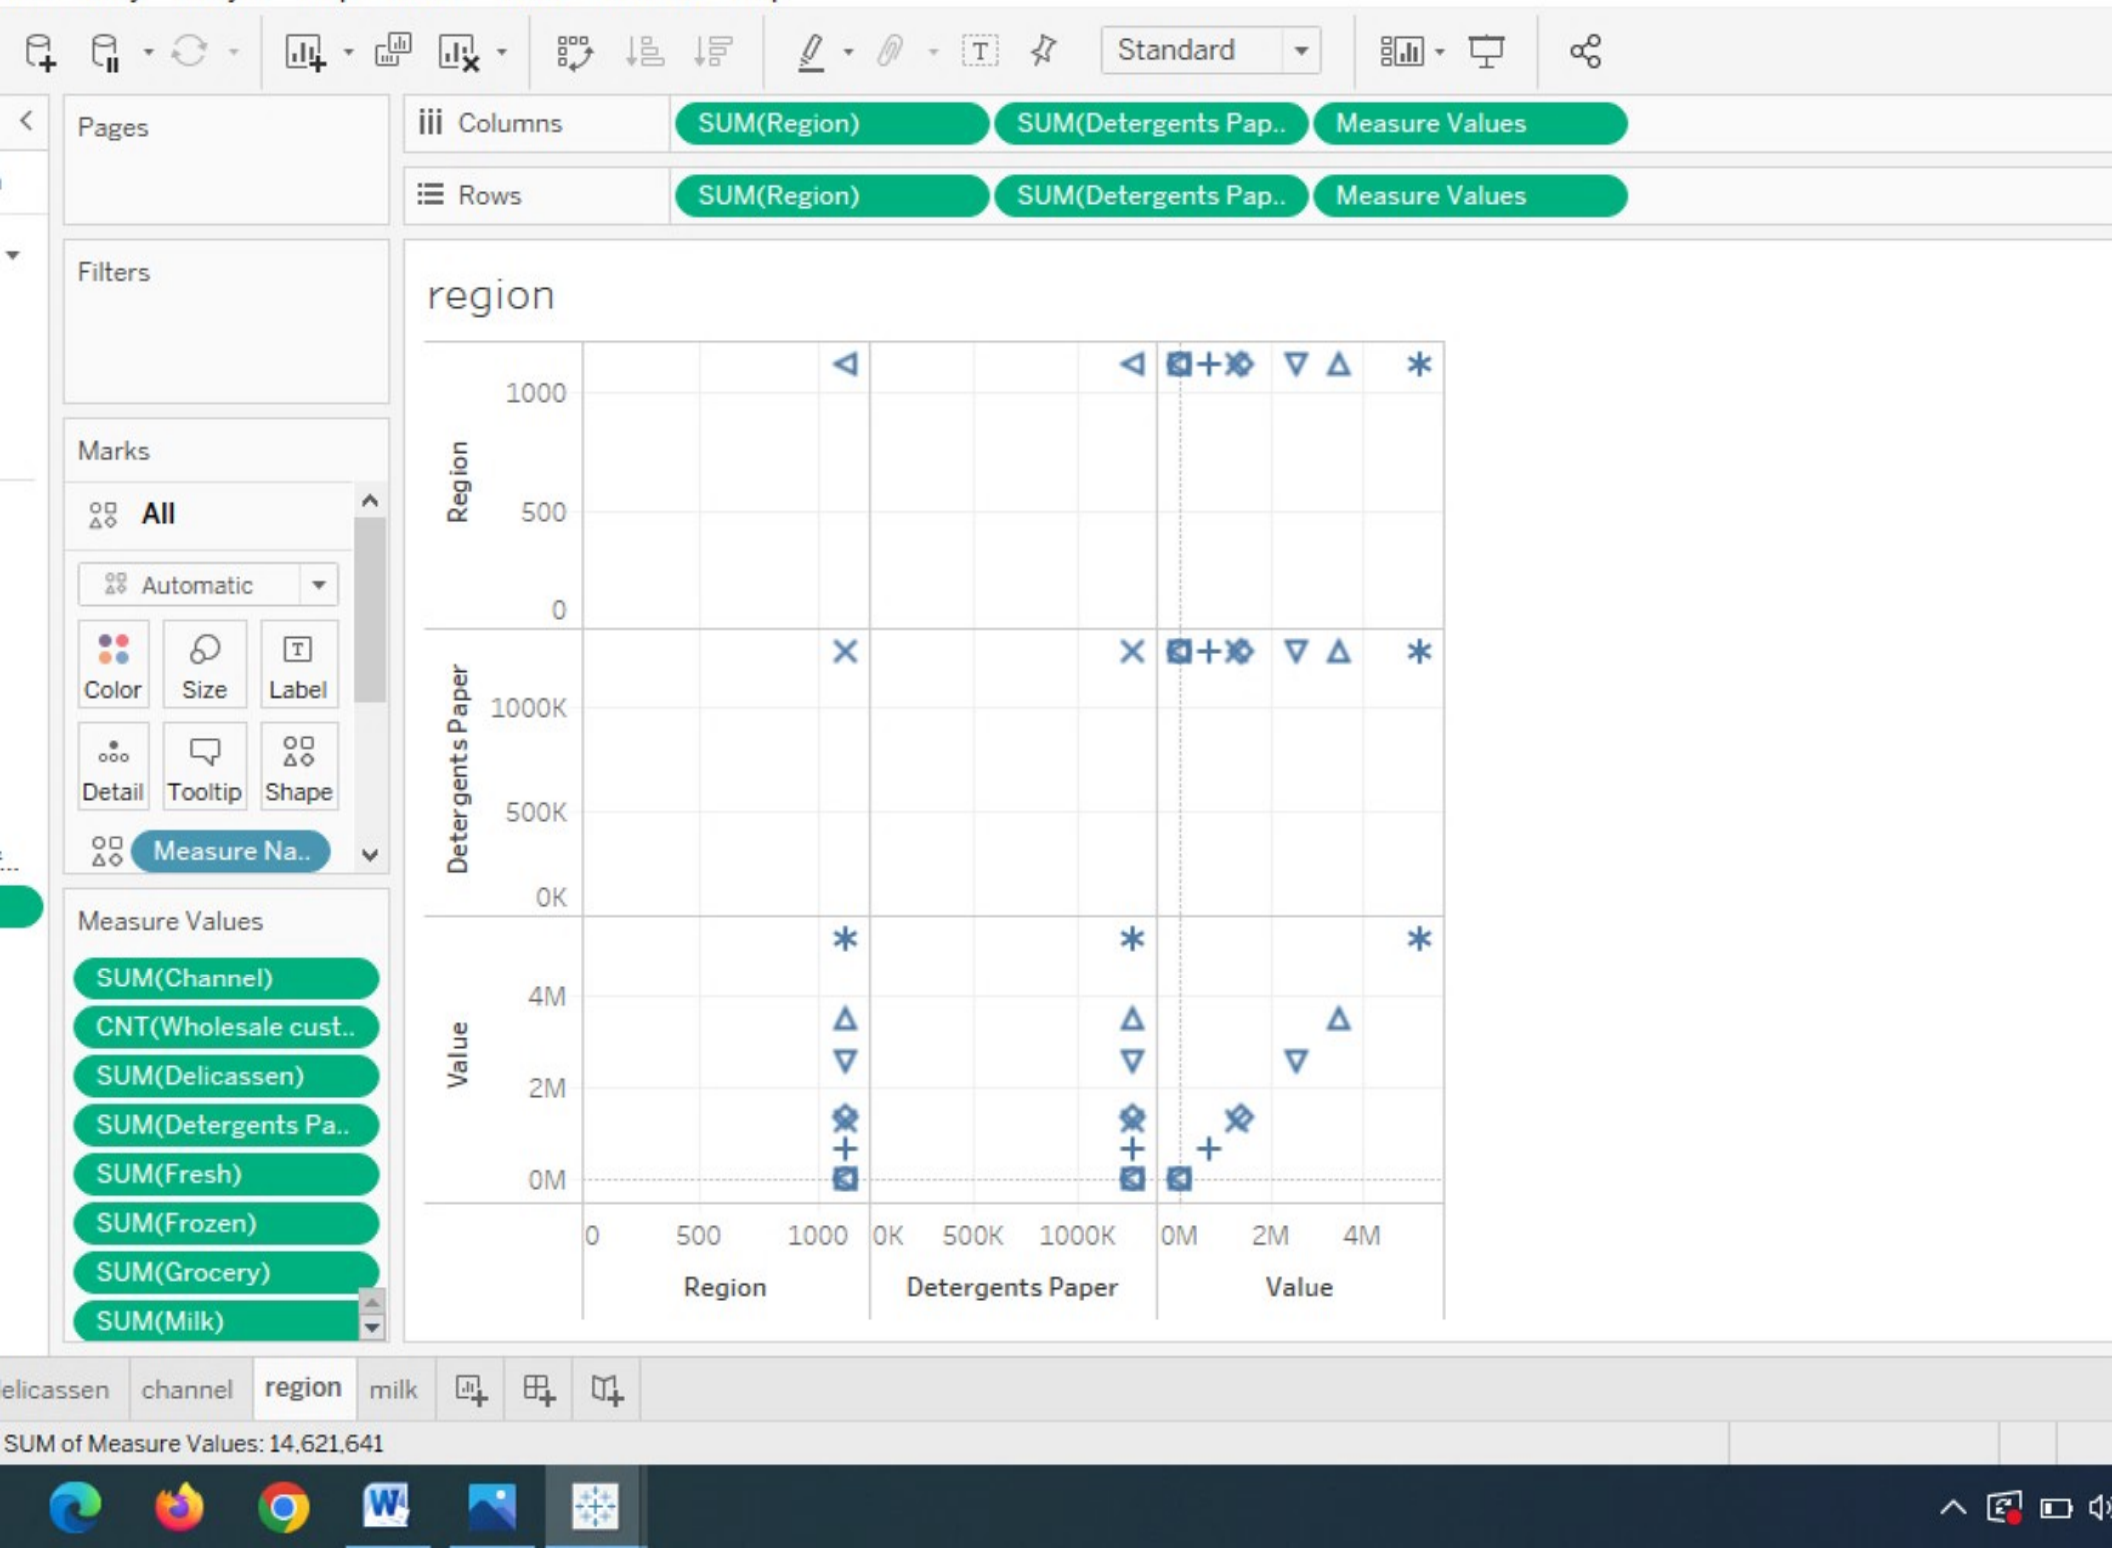 Standard
Pages
Columns
SUM(Region)
SUM(Detergents Pap..
Measure Values
Rows
SUM(Region)
SUM(Detergents Pap..
Measure Values
Filters
Marks
All
Automatic
Color
Size
Label
Detail
Tooltip
Shape
Measure Na..
Measure Values
SUM(Channel)
CNT(Wholesale cust..
SUM(Delicassen)
SUM(Detergents Pa..
SUM(Fresh)
SUM(Frozen)
SUM(Grocery)
SUM(Milk)
region
Region
1000
500
0
Detergents Paper
1000K
500K
0K
Value
4M
2M
0M
0 500 1000 0K 500K 1000K 0M 2M 4M
Region Detergents Paper Value
elicassen channel region milk
SUM of Measure Values: 14,621,641